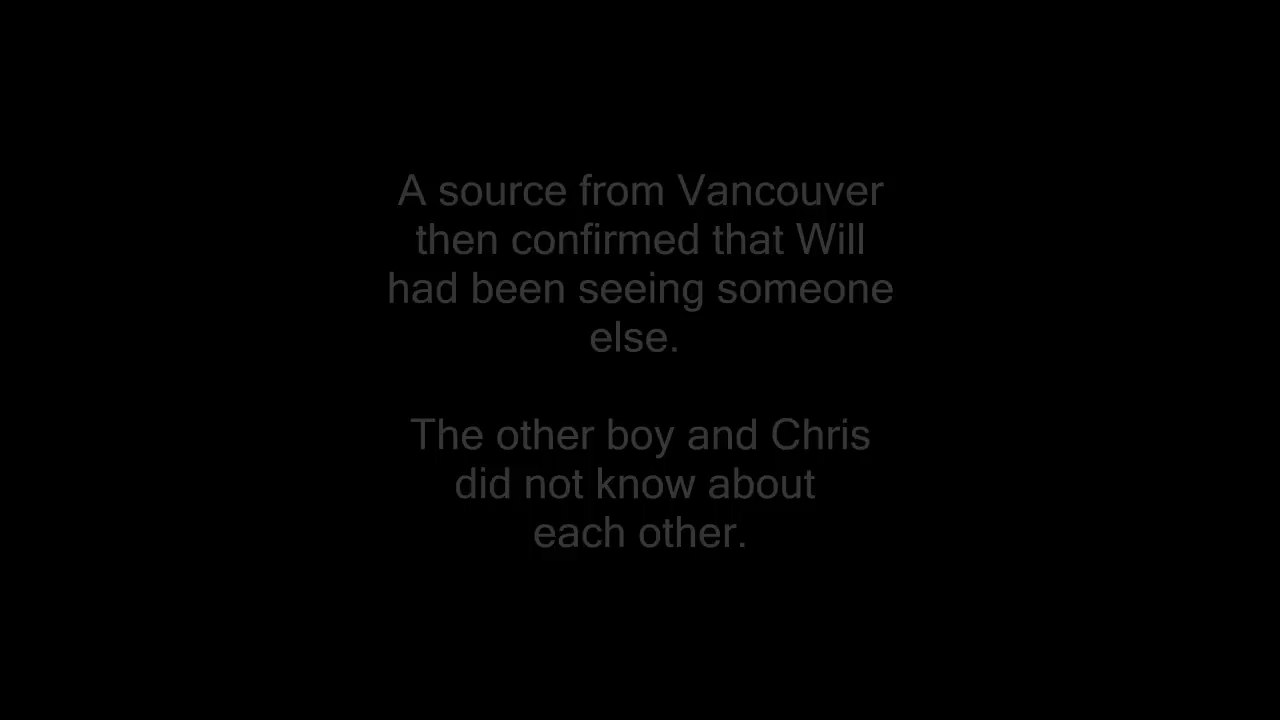 A source from Vancouver
then confirmed that Will
had been seeing someone
else.
The other boy and Chris
did not know about
each other.